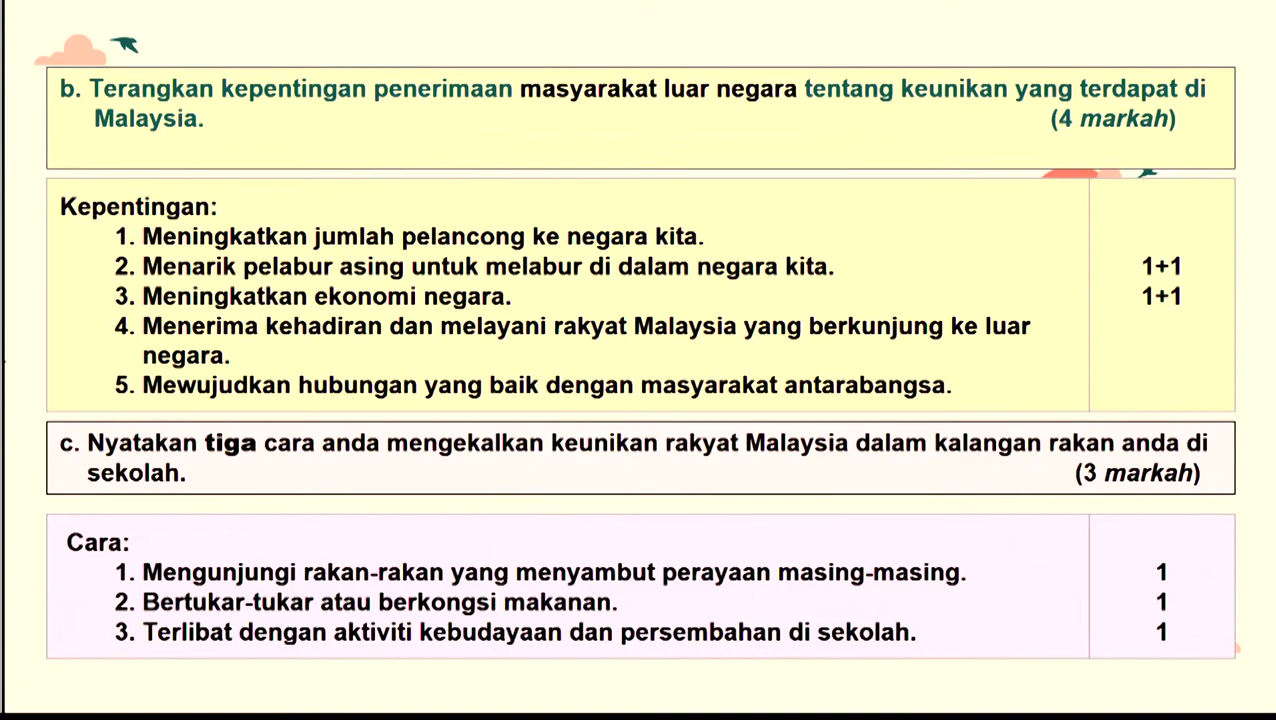 b. Terangkan kepentingan penerimaan masyarakat luar negara tentang keunikan yang terdapat di
Malaysia. (4 markah)
Kepentingan:
1. Meningkatkan jumlah pelancong ke negara kita.
2. Menarik pelabur asing untuk melabur di dalam negara kita. 1+1
3. Meningkatkan ekonomi negara. 1+1
4. Menerima kehadiran dan melayani rakyat Malaysia yang berkunjung ke luar
negara.
5. Mewujudkan hubungan yang baik dengan masyarakat antarabangsa.
c. Nyatakan tiga cara anda mengekalkan keunikan rakyat Malaysia dalam kalangan rakan anda di
sekolah. (3 markah)
Cara:
1. Mengunjungi rakan-rakan yang menyambut perayaan masing-masing. 1
2. Bertukar-tukar atau berkongsi makanan. 1
3. Terlibat dengan aktiviti kebudayaan dan persembahan di sekolah. 1